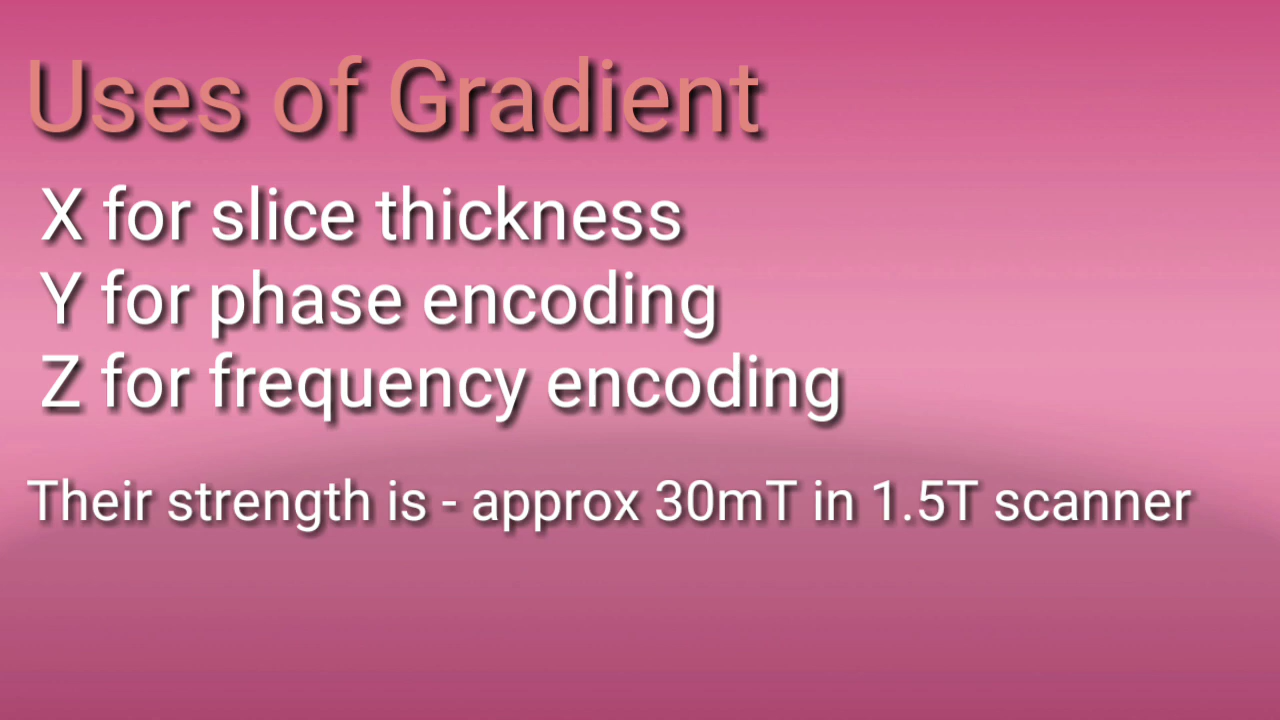 Uses of Gradient
X for slice thickness
Y for phase encoding
Z for frequency encoding
Their strength is - approx 30mT in 1.5T scanner